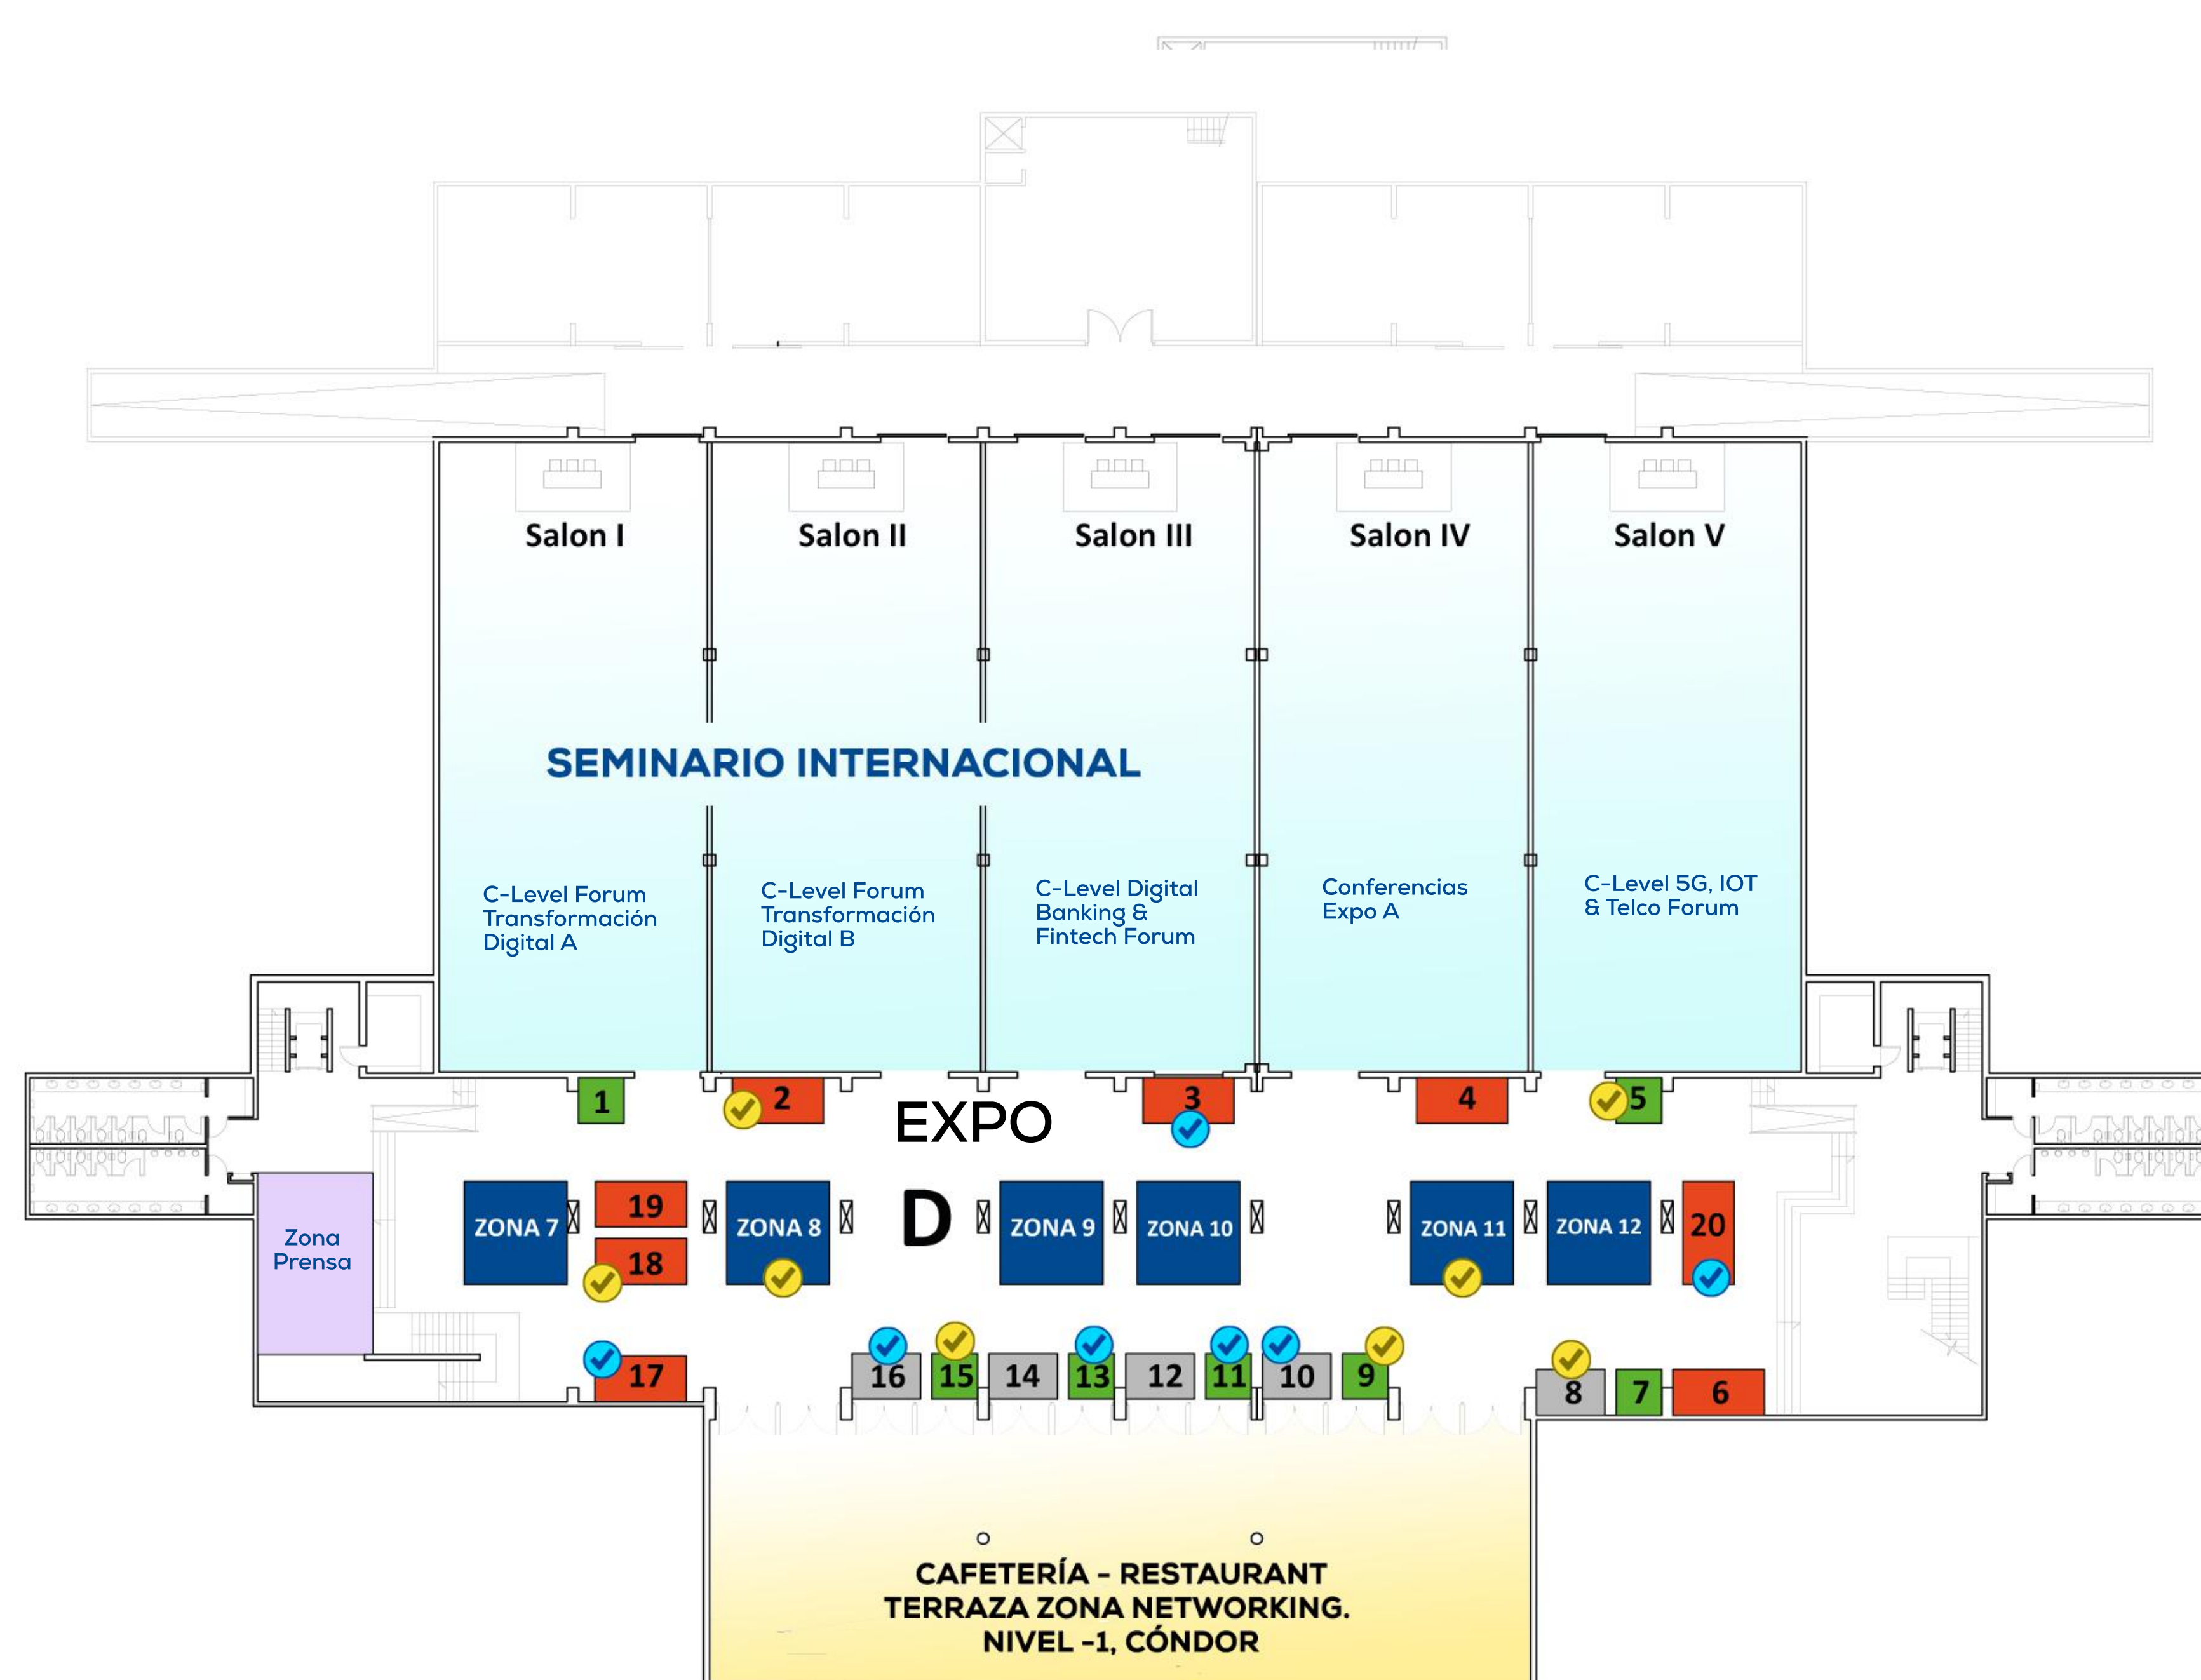 Salon I
Salon II
Salon III
Salon IV
Salon V
SEMINARIO INTERNACIONAL
C-Level Forum
Transformación
Digital A
C-Level Forum
Transformación
Digital B
C-Level Digital
Banking &
Fintech Forum
Conferencias
Expo A
C-Level 5G, IOT
& Telco Forum
1
2
EXPO
3
4
5
Zona
Prensa
ZONA 7
19
18
ZONA 8
D
ZONA 9
ZONA 10
ZONA 11
ZONA 12
20
17
16
15
14
13
12
11
10
9
8
7
6
CAFETERÍA - RESTAURANT
TERRAZA ZONA NETWORKING.
NIVEL -1, CÓNDOR